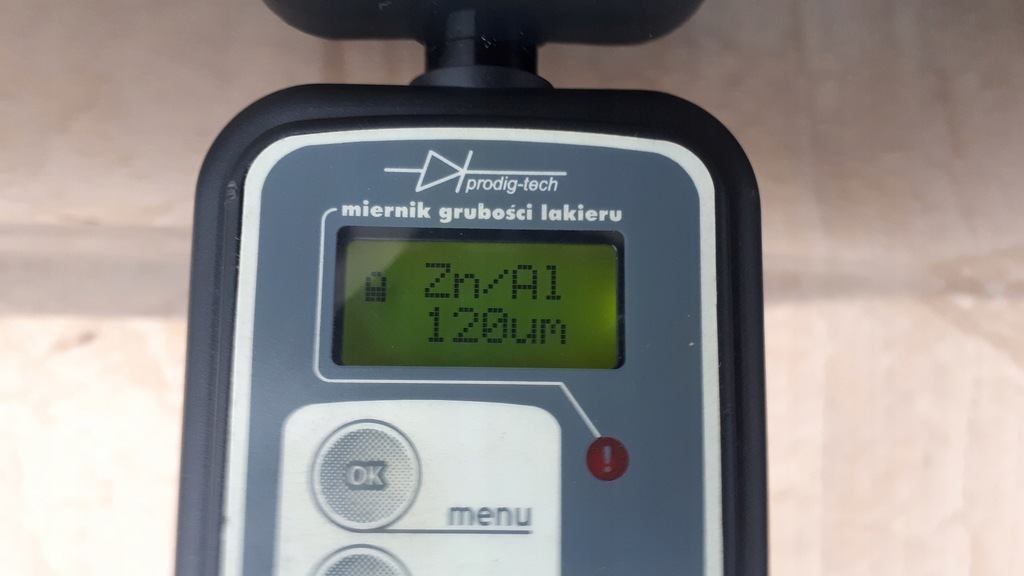 prodig-tech
miernik grubości lakieru
Zn/Al
120um
!
OK
menu